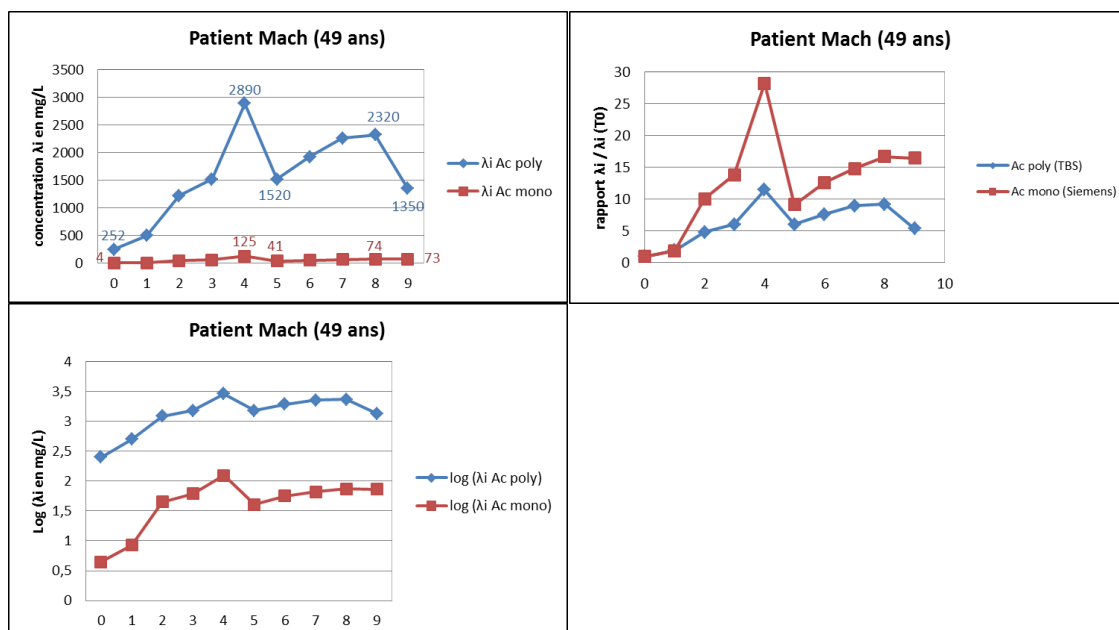 Patient Mach (49 ans)
concentration λi en mg/L
3500
3000
2500
2000
1500
1000
500
0
252
2890
1520
2320
1350
4
125
41
74
73
0 1 2 3 4 5 6 7 8 9
λi Ac poly
λi Ac mono
Patient Mach (49 ans)
rapport λi / λi (T0)
30
25
20
15
10
5
0
0 2 4 6 8 10
Ac poly (TBS)
Ac mono (Siemens)
Patient Mach (49 ans)
Log (λi en mg/L)
4
3,5
3
2,5
2
1,5
1
0,5
0
0 1 2 3 4 5 6 7 8 9
log (λi Ac poly)
log (λi Ac mono)